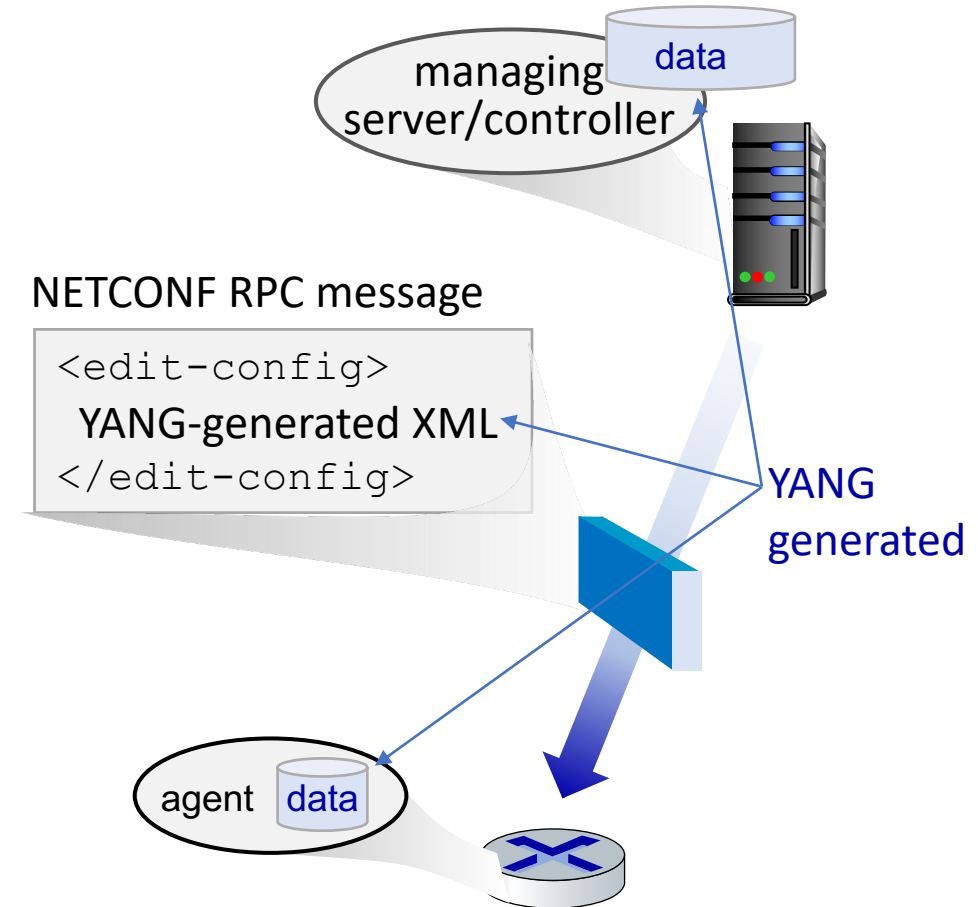 data
managing
server/controller
NETCONF RPC message
<edit-config>
YANG-generated XML
</edit-config>
YANG
generated
agent
data